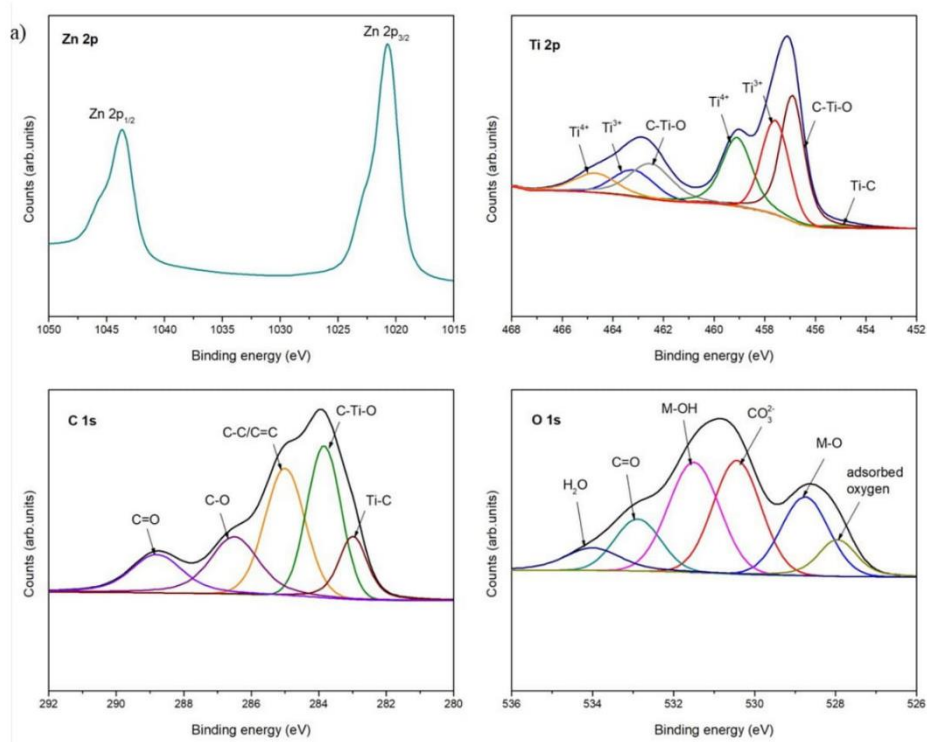 a)
Zn 2p
Zn 2p₃/₂
Zn 2p₁/₂
Counts (arb.units)
1050 1045 1040 1035 1030 1025 1020 1015
Binding energy (eV)
Ti 2p
Ti⁴⁺
Ti³⁺
C-Ti-O
Ti⁴⁺
Ti³⁺
C-Ti-O
Ti-C
Counts (arb.units)
468 466 464 462 460 458 456 454 452
Binding energy (eV)
C 1s
C=O
C-O
C-C/C=C
C-Ti-O
Ti-C
Counts (arb.units)
292 290 288 286 284 282 280
Binding energy (eV)
O 1s
H₂O
C=O
M-OH
CO₃²⁻
M-O
adsorbed
oxygen
Counts (arb.units)
536 534 532 530 528 526
Binding energy (eV)